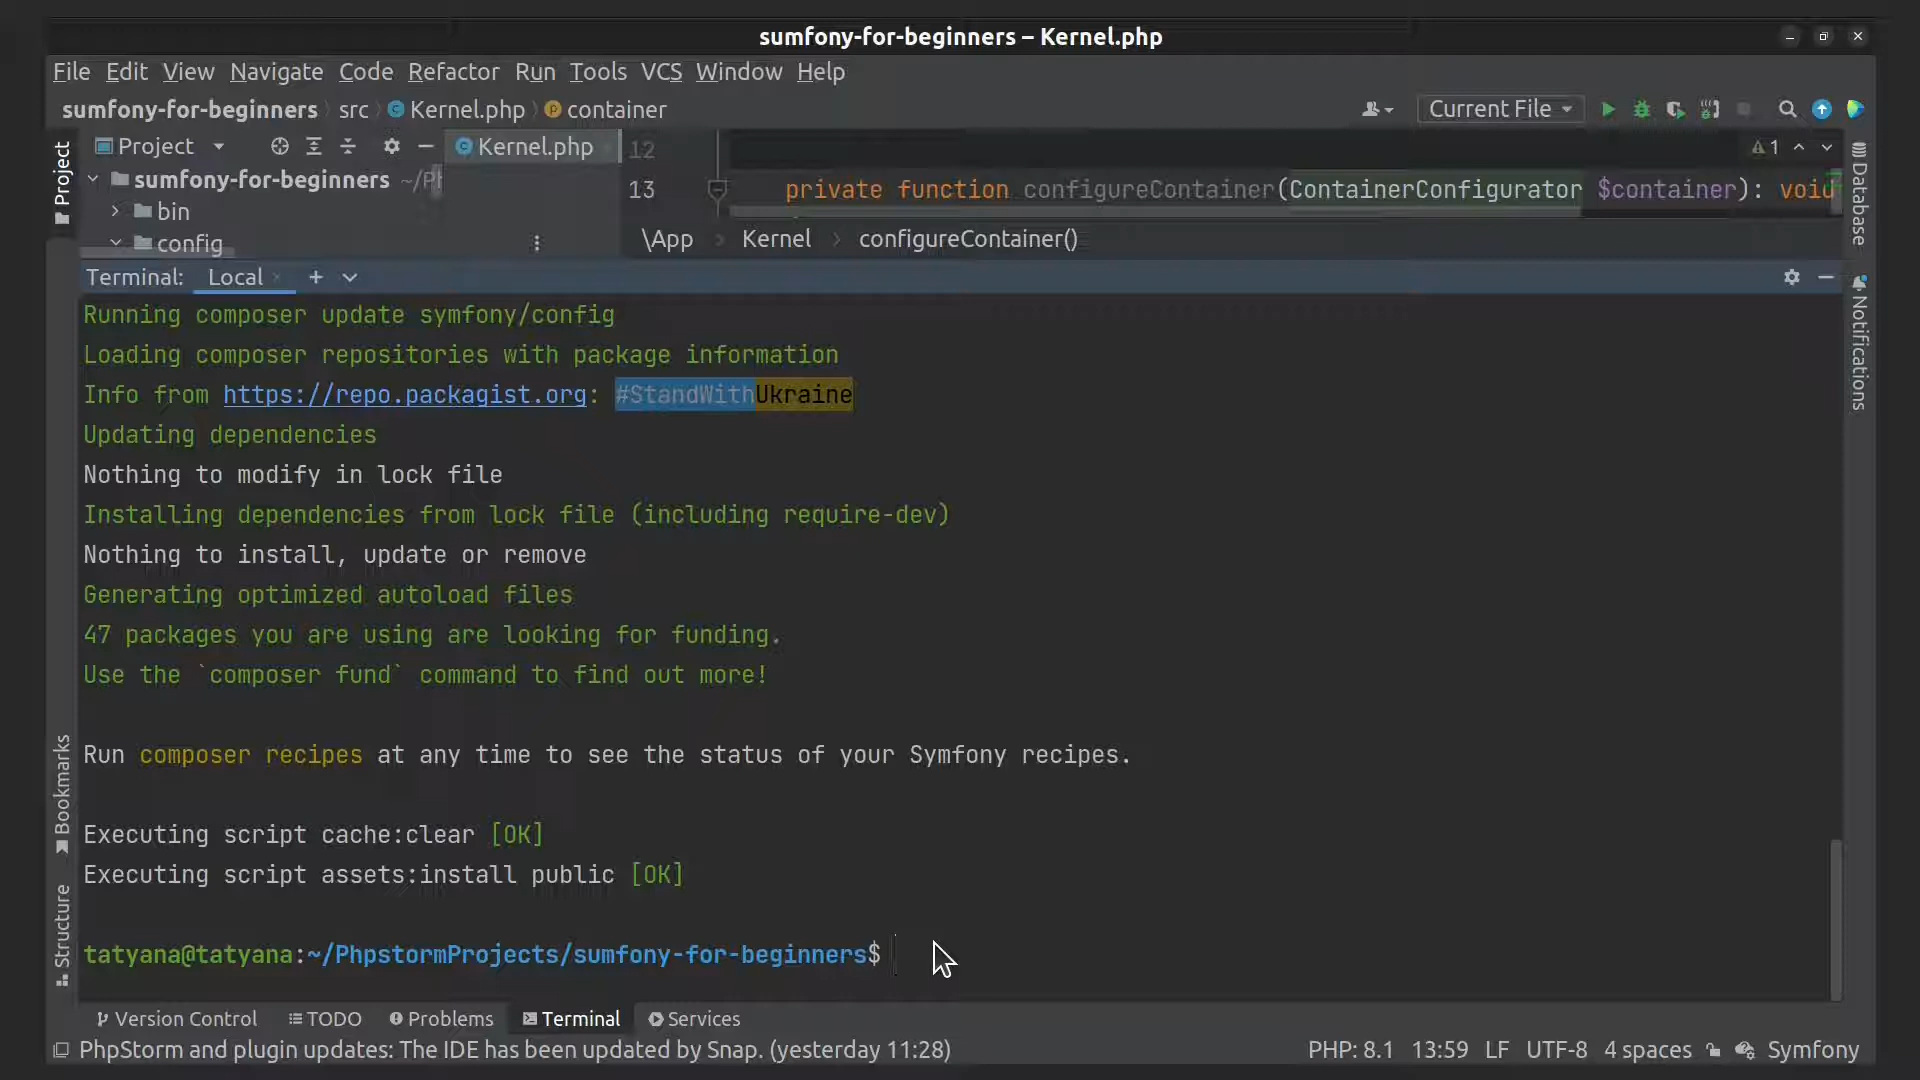 sumfony-for-beginners – Kernel.php
File Edit View Navigate Code Refactor Run Tools VCS Window Help
sumfony-for-beginners src Kernel.php container
Current File
Project
Kernel.php
12
1
sumfony-for-beginners
13 private function configureContainer(ContainerConfigurator $container): void
bin
config
\App Kernel configureContainer()
Project
Database
Notifications
Terminal: Local
Running composer update symfony/config
Loading composer repositories with package information
Info from https://repo.packagist.org: #StandWithUkraine
Updating dependencies
Nothing to modify in lock file
Installing dependencies from lock file (including require-dev)
Nothing to install, update or remove
Generating optimized autoload files
47 packages you are using are looking for funding.
Use the `composer fund` command to find out more!
Run composer recipes at any time to see the status of your Symfony recipes.
Executing script cache:clear [OK]
Executing script assets:install public [OK]
tatyana@tatyana:~/PhpstormProjects/sumfony-for-beginners$
Bookmarks
Structure
Version Control TODO Problems Terminal Services
PhpStorm and plugin updates: The IDE has been updated by Snap. (yesterday 11:28) PHP: 8.1 13:59 LF UTF-8 4 spaces Symfony